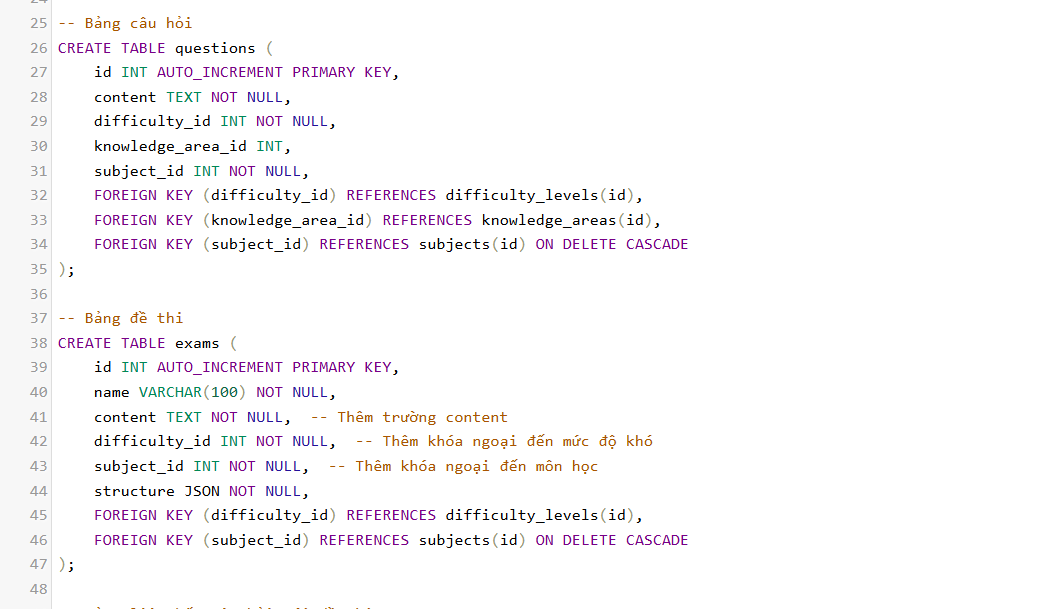 24
25 -- Bảng câu hỏi
26 CREATE TABLE questions (
27     id INT AUTO_INCREMENT PRIMARY KEY,
28     content TEXT NOT NULL,
29     difficulty_id INT NOT NULL,
30     knowledge_area_id INT,
31     subject_id INT NOT NULL,
32     FOREIGN KEY (difficulty_id) REFERENCES difficulty_levels(id),
33     FOREIGN KEY (knowledge_area_id) REFERENCES knowledge_areas(id),
34     FOREIGN KEY (subject_id) REFERENCES subjects(id) ON DELETE CASCADE
35 );
36
37 -- Bảng đề thi
38 CREATE TABLE exams (
39     id INT AUTO_INCREMENT PRIMARY KEY,
40     name VARCHAR(100) NOT NULL,
41     content TEXT NOT NULL,  -- Thêm trường content
42     difficulty_id INT NOT NULL,  -- Thêm khóa ngoại đến mức độ khó
43     subject_id INT NOT NULL,  -- Thêm khóa ngoại đến môn học
44     structure JSON NOT NULL,
45     FOREIGN KEY (difficulty_id) REFERENCES difficulty_levels(id),
46     FOREIGN KEY (subject_id) REFERENCES subjects(id) ON DELETE CASCADE
47 );
48